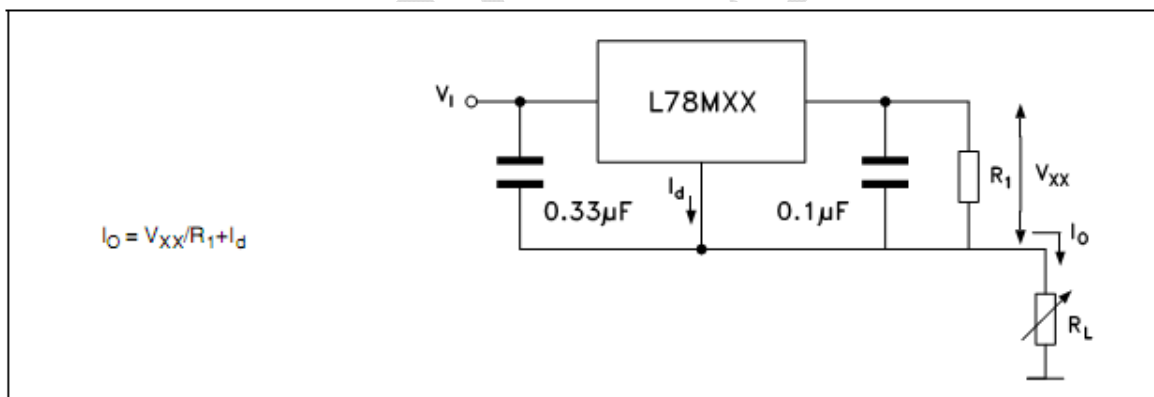 V_I
L78MXX
I_d
0.33µF
0.1µF
R_1
V_XX
I_O = V_XX/R_1+I_d
I_O
R_L